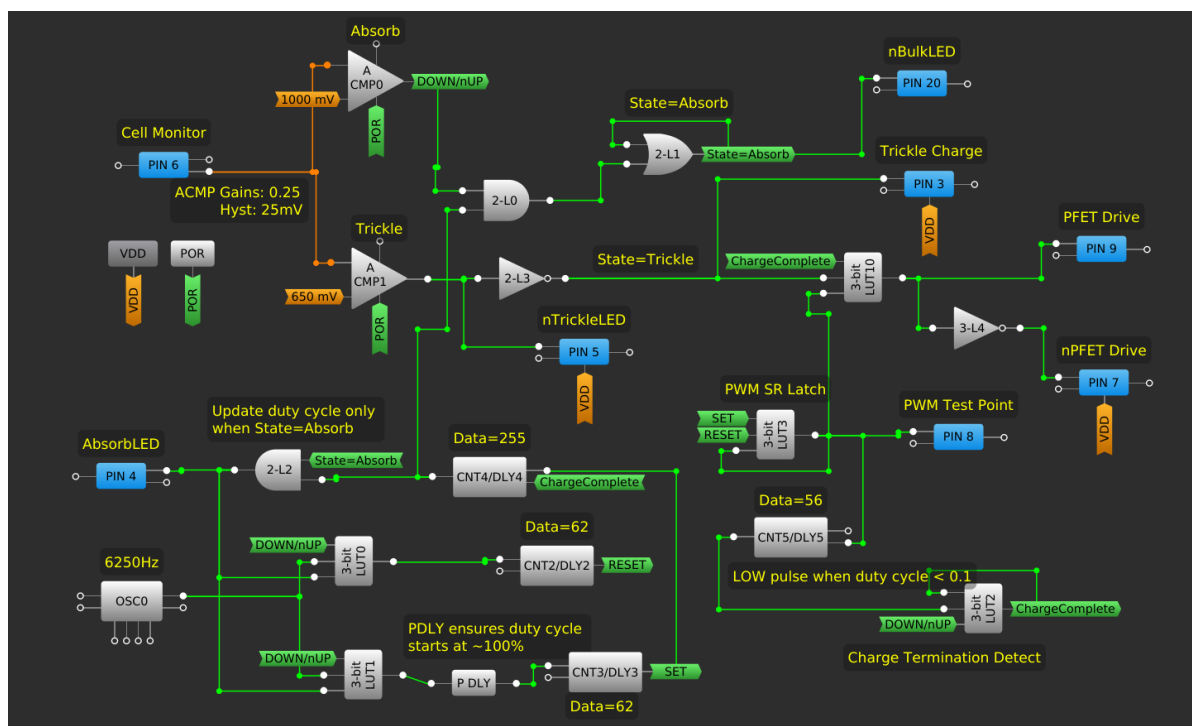 Absorb
nBulkLED
A
CMP0
DOWN/nUP
PIN 20
1000 mV
State=Absorb
POR
Cell Monitor
PIN 6
2-L1
State=Absorb
Trickle Charge
PIN 3
ACMP Gains: 0.25
Hyst: 25mV
2-L0
VDD
PFET Drive
PIN 9
Trickle
VDD
POR
State=Trickle
ChargeComplete
3-bit
LUT10
A
CMP1
2-L3
VDD
POR
650 mV
POR
nTrickleLED
PIN 5
3-L4
nPFET Drive
PIN 7
VDD
VDD
PWM SR Latch
Update duty cycle only
when State=Absorb
SET
RESET
3-bit
LUT3
PWM Test Point
PIN 8
AbsorbLED
PIN 4
2-L2
State=Absorb
Data=255
CNT4/DLY4
ChargeComplete
Data=56
CNT5/DLY5
6250Hz
OSC0
DOWN/nUP
3-bit
LUT0
Data=62
CNT2/DLY2
RESET
LOW pulse when duty cycle < 0.1
3-bit
LUT2
ChargeComplete
DOWN/nUP
PDLY ensures duty cycle
starts at ~100%
DOWN/nUP
3-bit
LUT1
P DLY
CNT3/DLY3
SET
Charge Termination Detect
Data=62